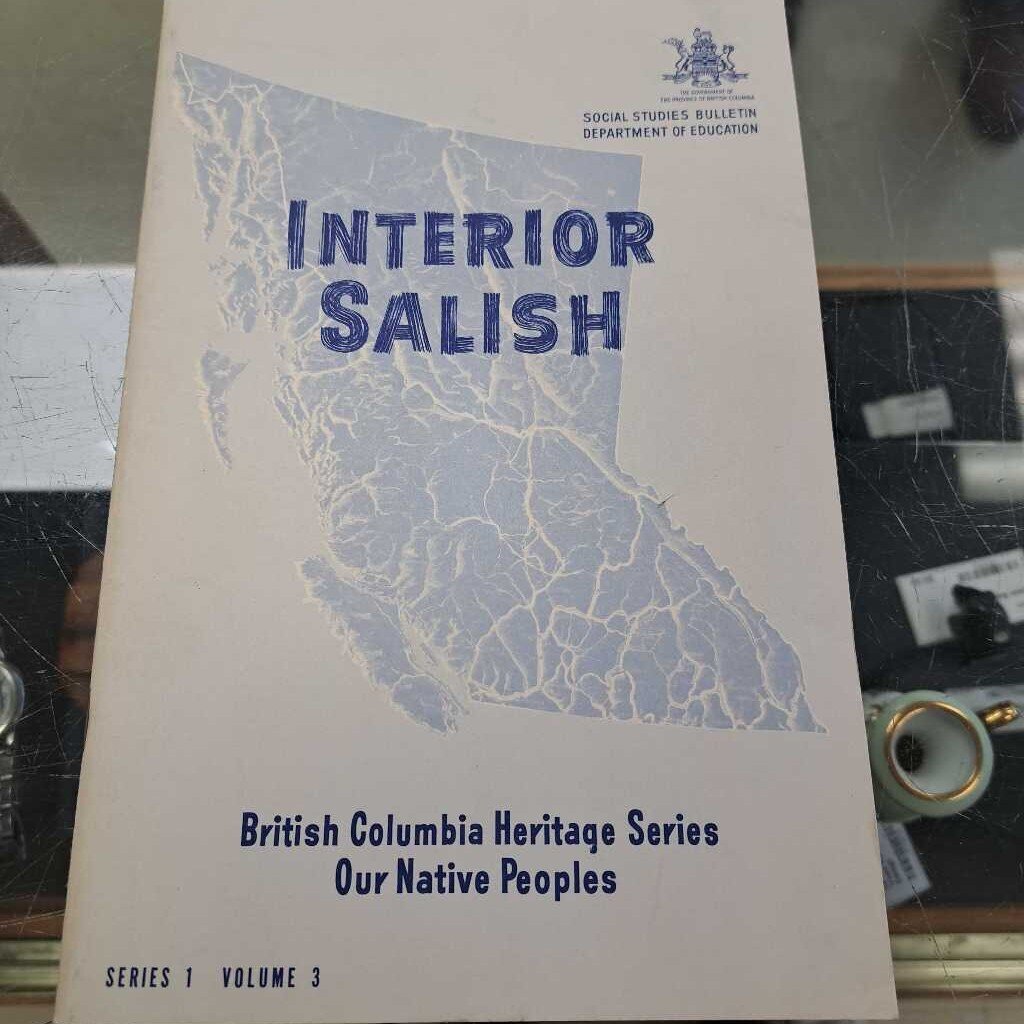 THE GOVERNMENT OF
THE PROVINCE OF BRITISH COLUMBIA
SOCIAL STUDIES BULLETIN
DEPARTMENT OF EDUCATION
INTERIOR
SALISH
British Columbia Heritage Series
Our Native Peoples
SERIES 1 VOLUME 3